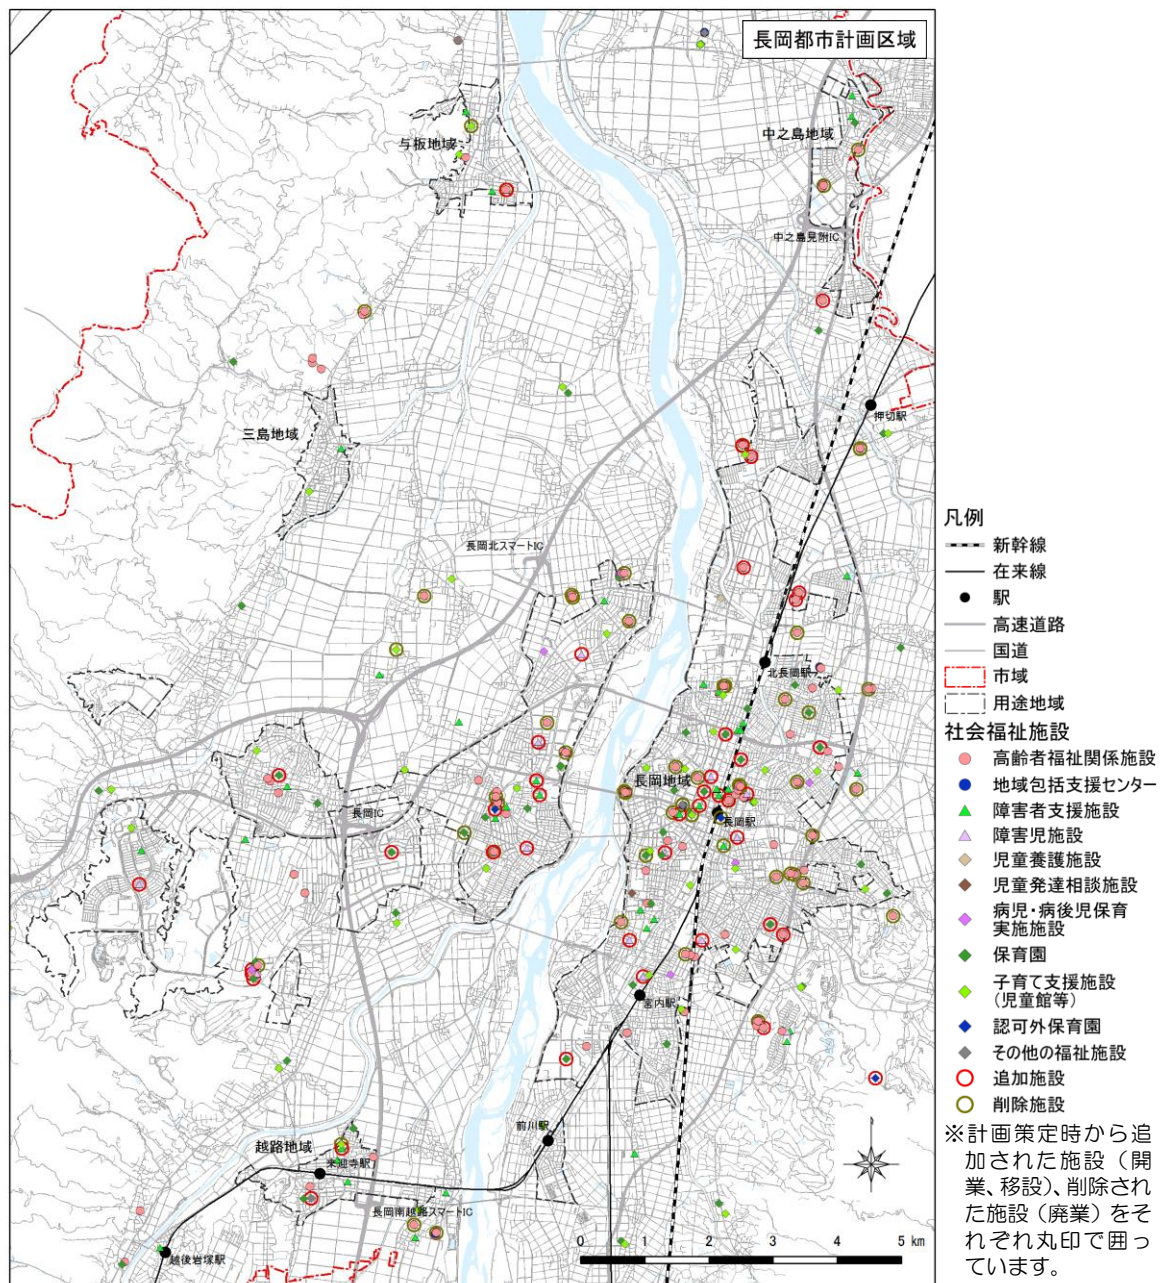 長岡都市計画区域
中之島地域
与板地域
中之島見附IC
押切駅
三島地域
長岡北スマートIC
北長岡駅
長岡地域
長岡IC
長岡駅
宮内駅
前川駅
越路地域
来迎寺駅
長岡南越路スマートIC
越後岩塚駅
0 1 2 3 4 5 km
凡例
新幹線
在来線
駅
高速道路
国道
市域
用途地域
社会福祉施設
高齢者福祉関係施設
地域包括支援センター
障害者支援施設
障害児施設
児童養護施設
児童発達相談施設
病児・病後児保育
実施施設
保育園
子育て支援施設
(児童館等)
認可外保育園
その他の福祉施設
追加施設
削除施設
※計画策定時から追
加された施設（開
業、移設）、削除され
た施設（廃業）をそ
れぞれ丸印で囲っ
ています。